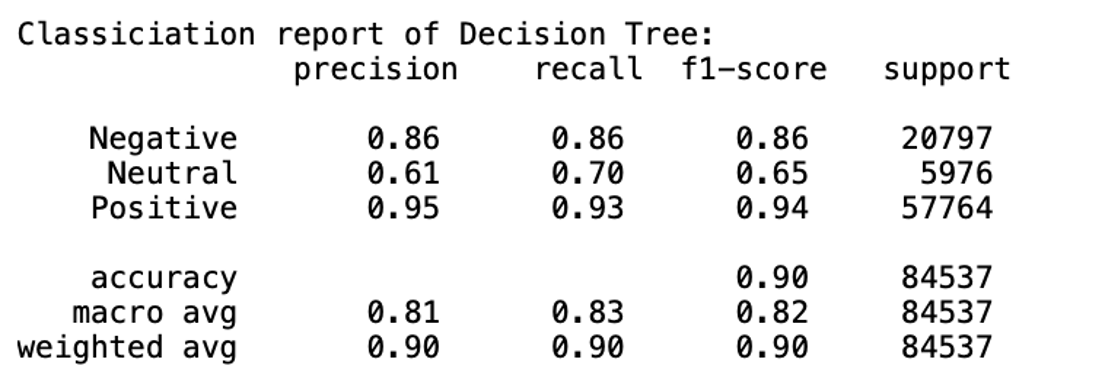 Classiciation report of Decision Tree:
precision recall f1-score support
Negative 0.86 0.86 0.86 20797
Neutral 0.61 0.70 0.65 5976
Positive 0.95 0.93 0.94 57764
accuracy 0.90 84537
macro avg 0.81 0.83 0.82 84537
weighted avg 0.90 0.90 0.90 84537